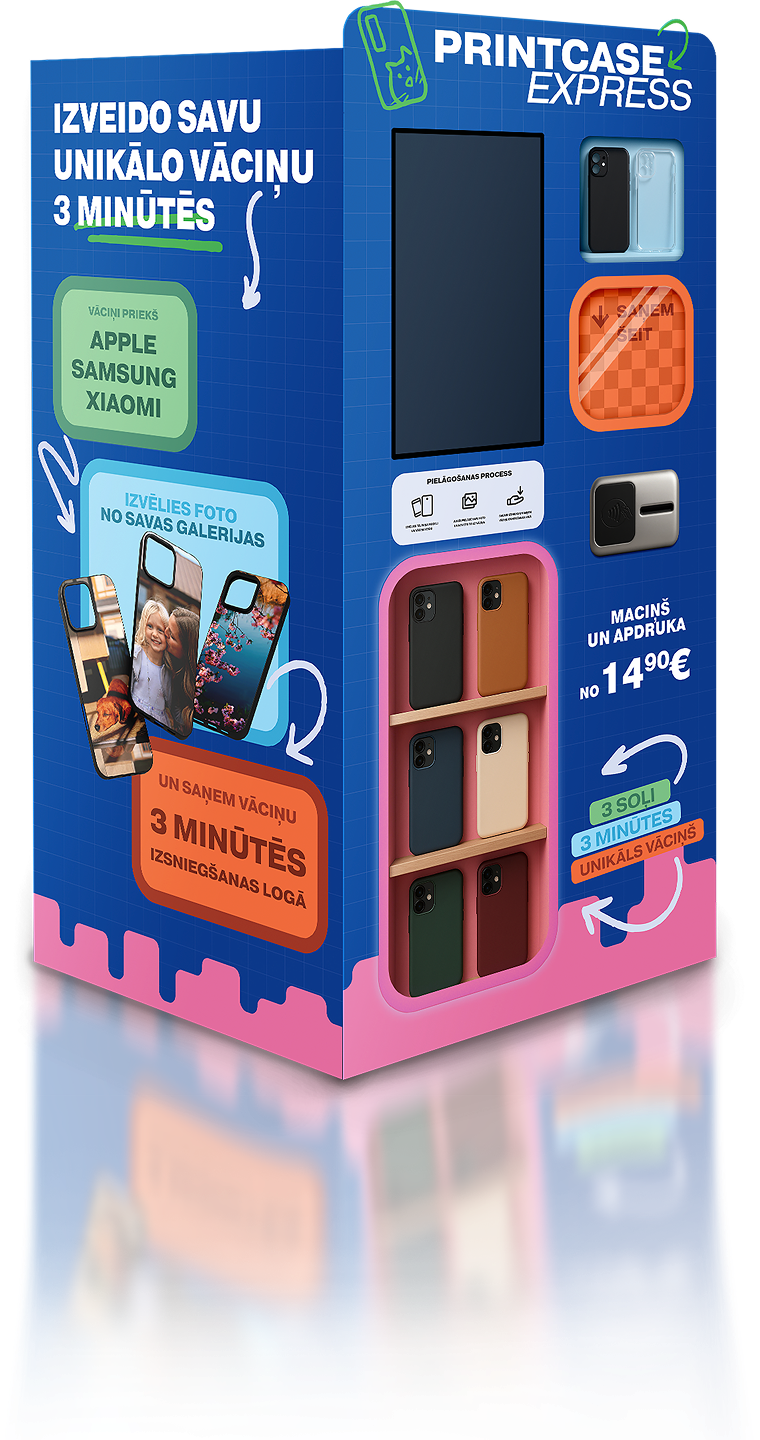 IZVEIDO SAVU
UNIKĀLO VĀCIŅU
3 MINŪTĒS
VĀCIŅI PRIEKŠ
APPLE
SAMSUNG
XIAOMI
IZVĒLIES FOTO
NO SAVAS GALERIJAS
UN SAŅEM VĀCIŅU
3 MINŪTĒS
IZSNIEGŠANAS LOGĀ
PRINTCASE
EXPRESS
SAŅEM
ŠEIT
PIELĀGOŠANAS PROCESS
MACIŅŠ
UN APDRUKA
NO 14⁹⁰€
3 SOĻI
3 MINŪTES
UNIKĀLS VĀCIŅŠ